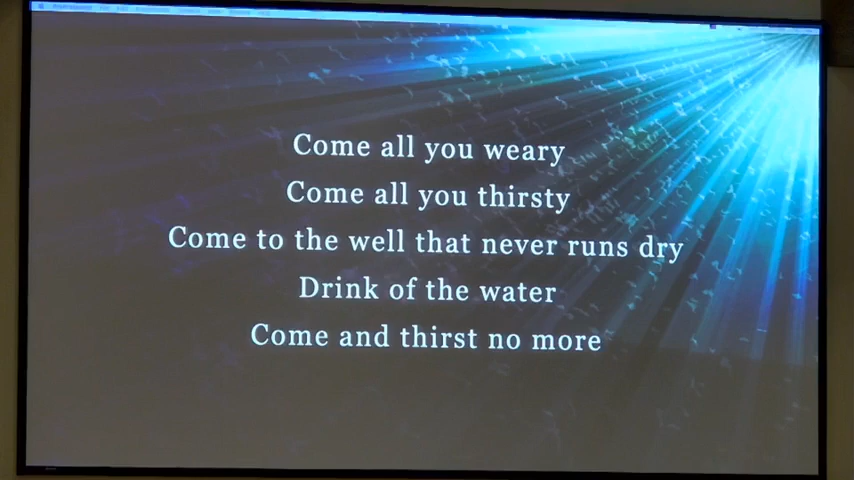 Come all you weary
Come all you thirsty
Come to the well that never runs dry
Drink of the water
Come and thirst no more